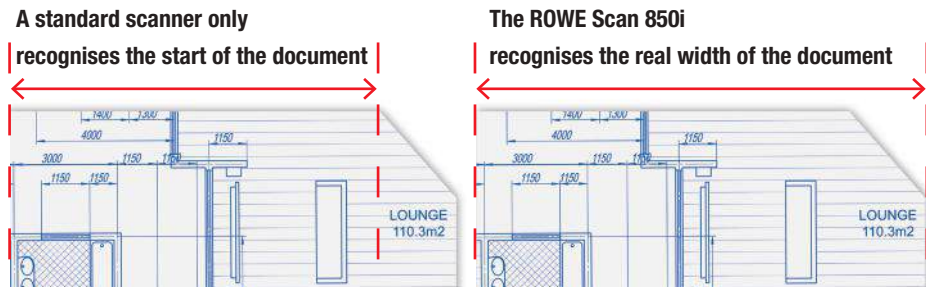 A standard scanner only
recognises the start of the document
The ROWE Scan 850i
recognises the real width of the document
1400 1300
4000
1150
3000 1150 1150
1150 1150
LOUNGE
110.3m2
1400 1300
4000
1150
3000 1150 1150
1150 1150
LOUNGE
110.3m2